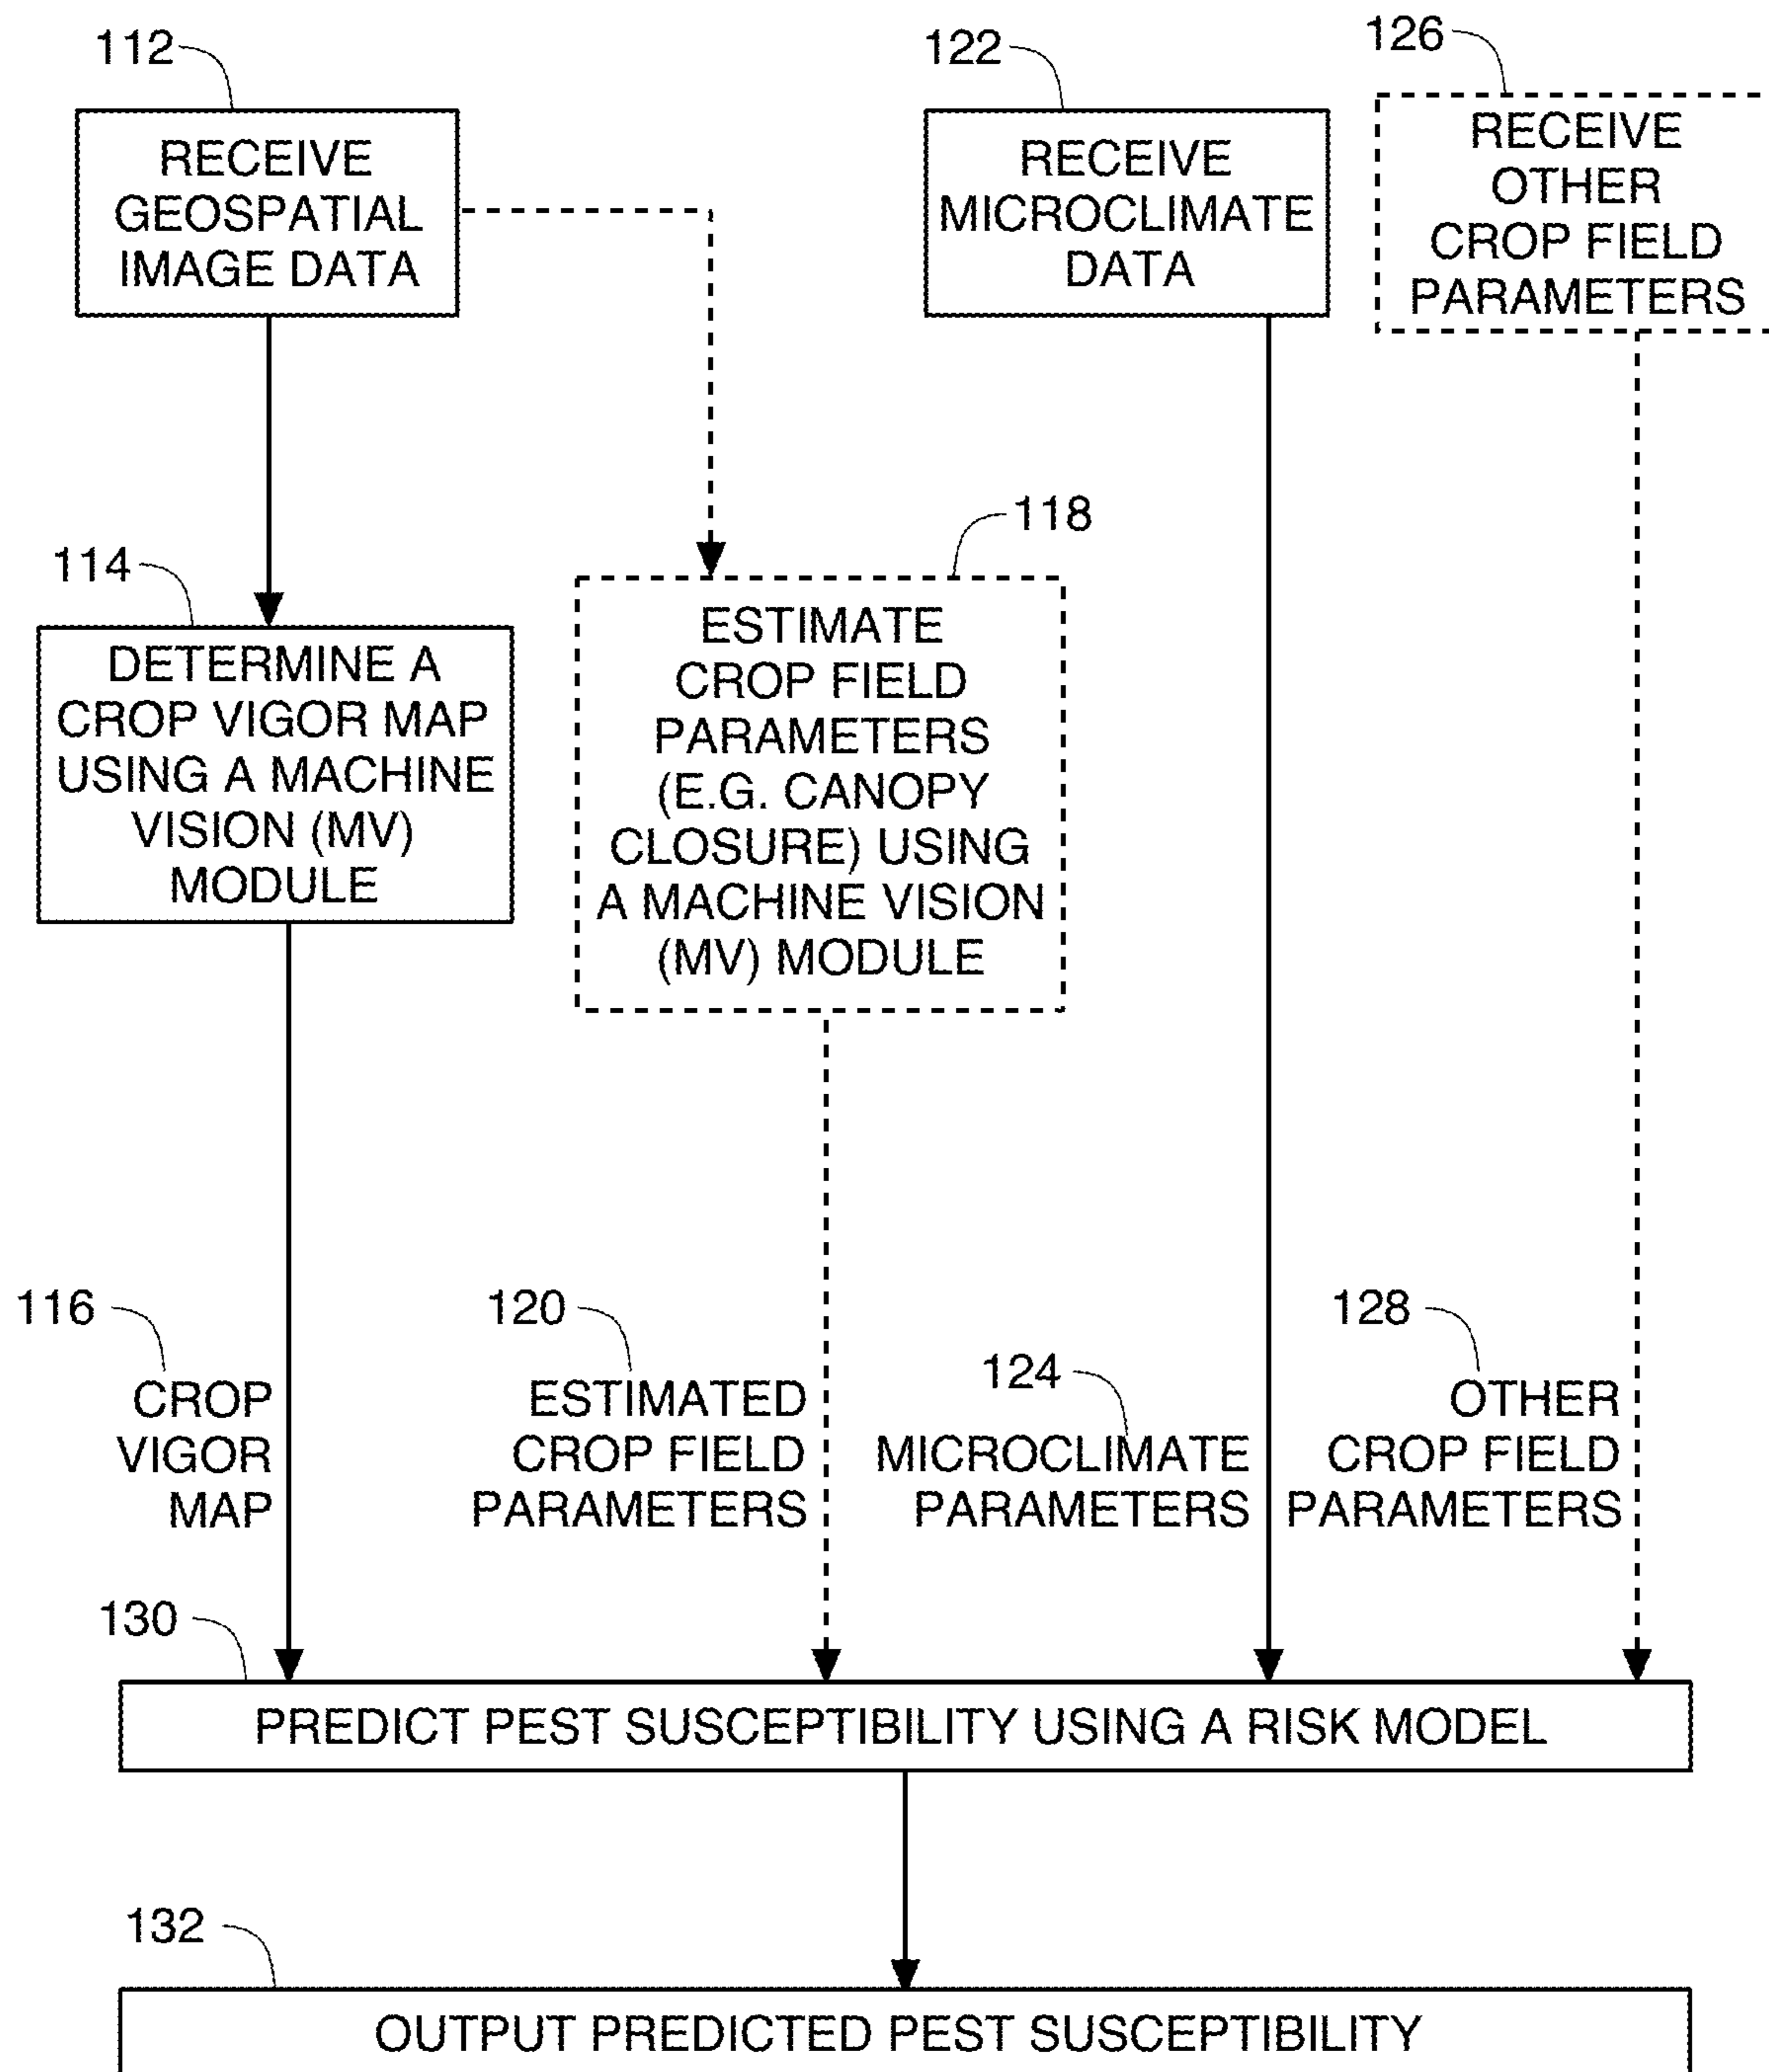 112
RECEIVE
GEOSPATIAL
IMAGE DATA
122
RECEIVE
MICROCLIMATE
DATA
126
RECEIVE
OTHER
CROP FIELD
PARAMETERS
114
DETERMINE A
CROP VIGOR MAP
USING A MACHINE
VISION (MV)
MODULE
118
ESTIMATE
CROP FIELD
PARAMETERS
(E.G. CANOPY
CLOSURE) USING
A MACHINE VISION
(MV) MODULE
116
CROP
VIGOR
MAP
120
ESTIMATED
CROP FIELD
PARAMETERS
124
MICROCLIMATE
PARAMETERS
128
OTHER
CROP FIELD
PARAMETERS
130
PREDICT PEST SUSCEPTIBILITY USING A RISK MODEL
132
OUTPUT PREDICTED PEST SUSCEPTIBILITY